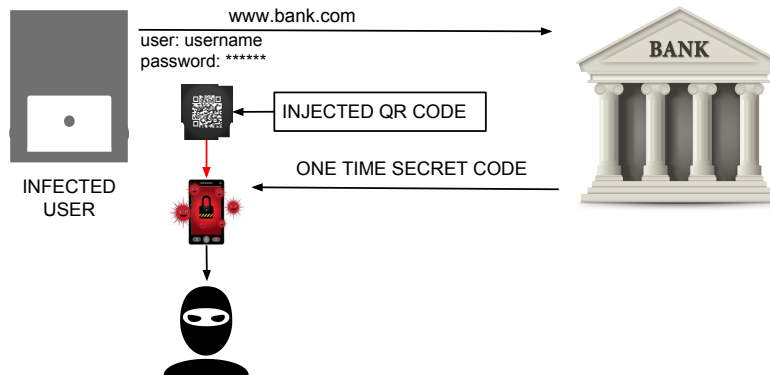 www.bank.com
user: username
password: ******
BANK
INJECTED QR CODE
ONE TIME SECRET CODE
INFECTED
USER